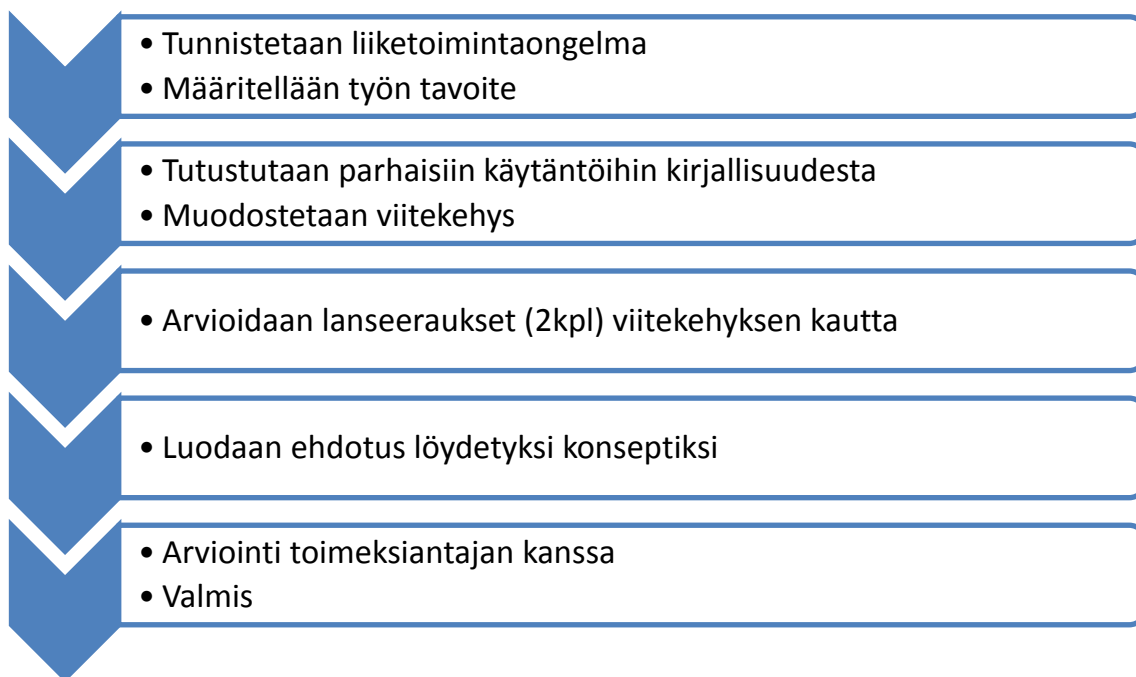 • Tunnistetaan liiketoimintaongelma
• Määritellään työn tavoite
• Tutustutaan parhaisiin käytäntöihin kirjallisuudesta
• Muodostetaan viitekehys
• Arvioidaan lanseeraukset (2kpl) viitekehyksen kautta
• Luodaan ehdotus löydetyksi konseptiksi
• Arviointi toimeksiantajan kanssa
• Valmis